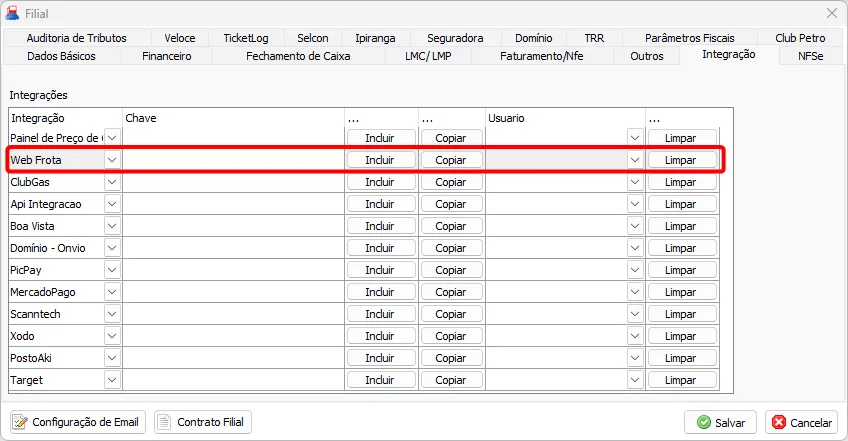 Filial
Auditoria de Tributos Veloce TicketLog Selcon Ipiranga Seguradora Domínio TRR Parâmetros Fiscais Club Petro
Dados Básicos Financeiro Fechamento de Caixa LMC/ LMP Faturamento/Nfe Outros Integração NFSe
Integrações
Integração Chave ... ... Usuario ...
Painel de Preço de Incluir Copiar Limpar
Web Frota Incluir Copiar Limpar
ClubGas Incluir Copiar Limpar
Api Integracao Incluir Copiar Limpar
Boa Vista Incluir Copiar Limpar
Domínio - Onvio Incluir Copiar Limpar
PicPay Incluir Copiar Limpar
MercadoPago Incluir Copiar Limpar
Scanntech Incluir Copiar Limpar
Xodo Incluir Copiar Limpar
PostoAki Incluir Copiar Limpar
Target Incluir Copiar Limpar
Configuração de Email Contrato Filial Salvar Cancelar